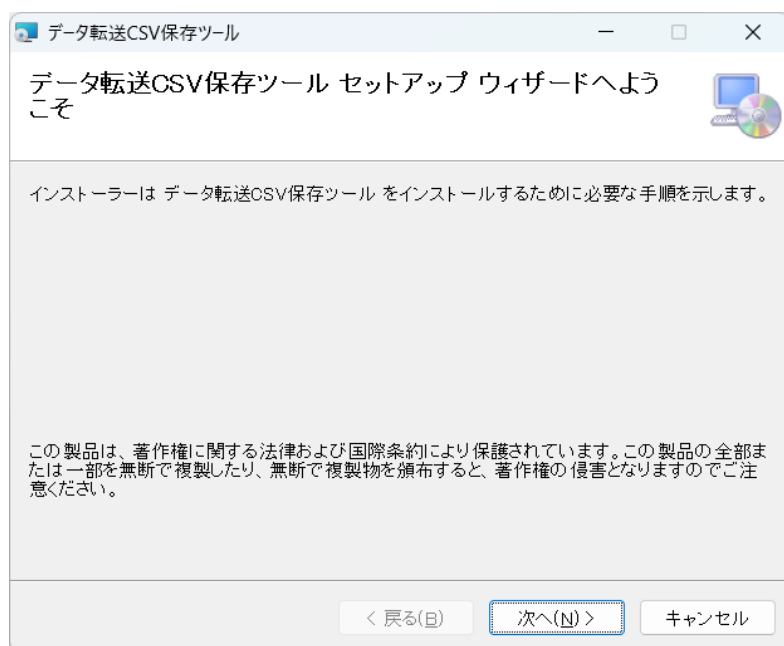 データ転送CSV保存ツール
データ転送CSV保存ツール セットアップ ウィザードへよう
こそ
インストーラーは データ転送CSV保存ツール をインストールするために必要な手順を示します。
この製品は、著作権に関する法律および国際条約により保護されています。この製品の全部ま
たは一部を無断で複製したり、無断で複製物を頒布すると、著作権の侵害となりますのでご注
意ください。
< 戻る(B) 次へ(N) > キャンセル